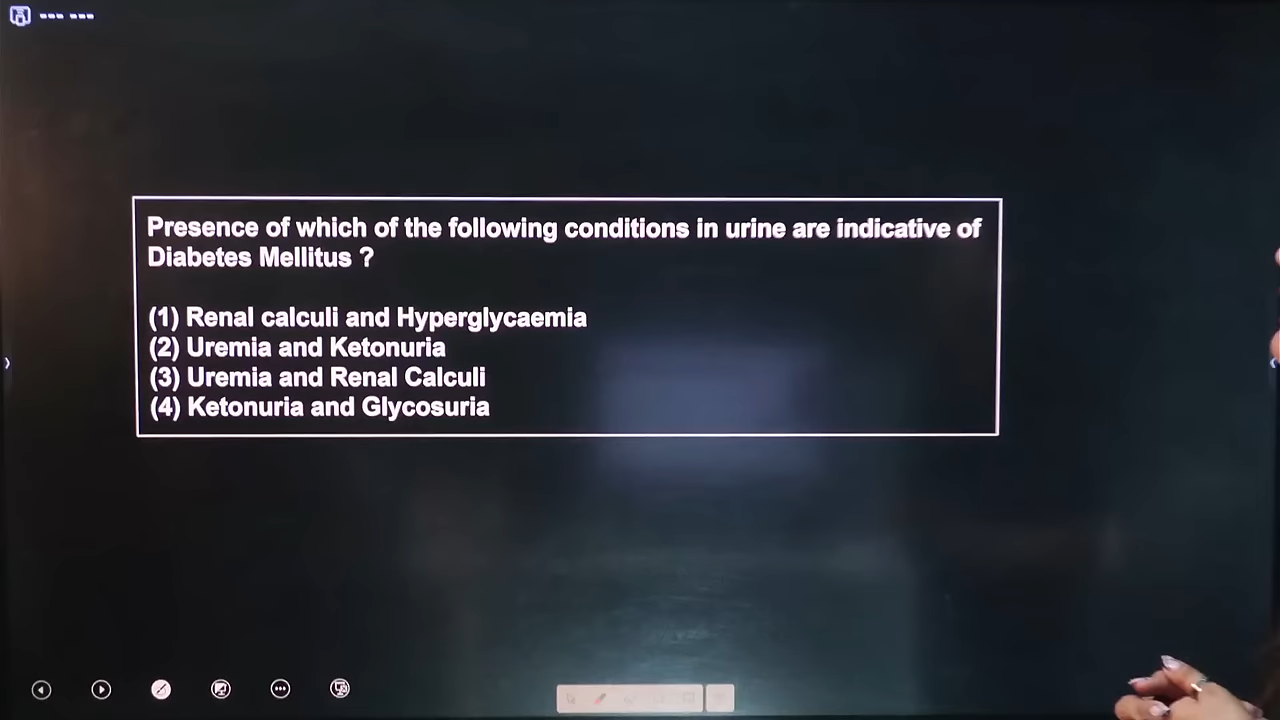 Presence of which of the following conditions in urine are indicative of
Diabetes Mellitus ?
(1) Renal calculi and Hyperglycaemia
(2) Uremia and Ketonuria
(3) Uremia and Renal Calculi
(4) Ketonuria and Glycosuria